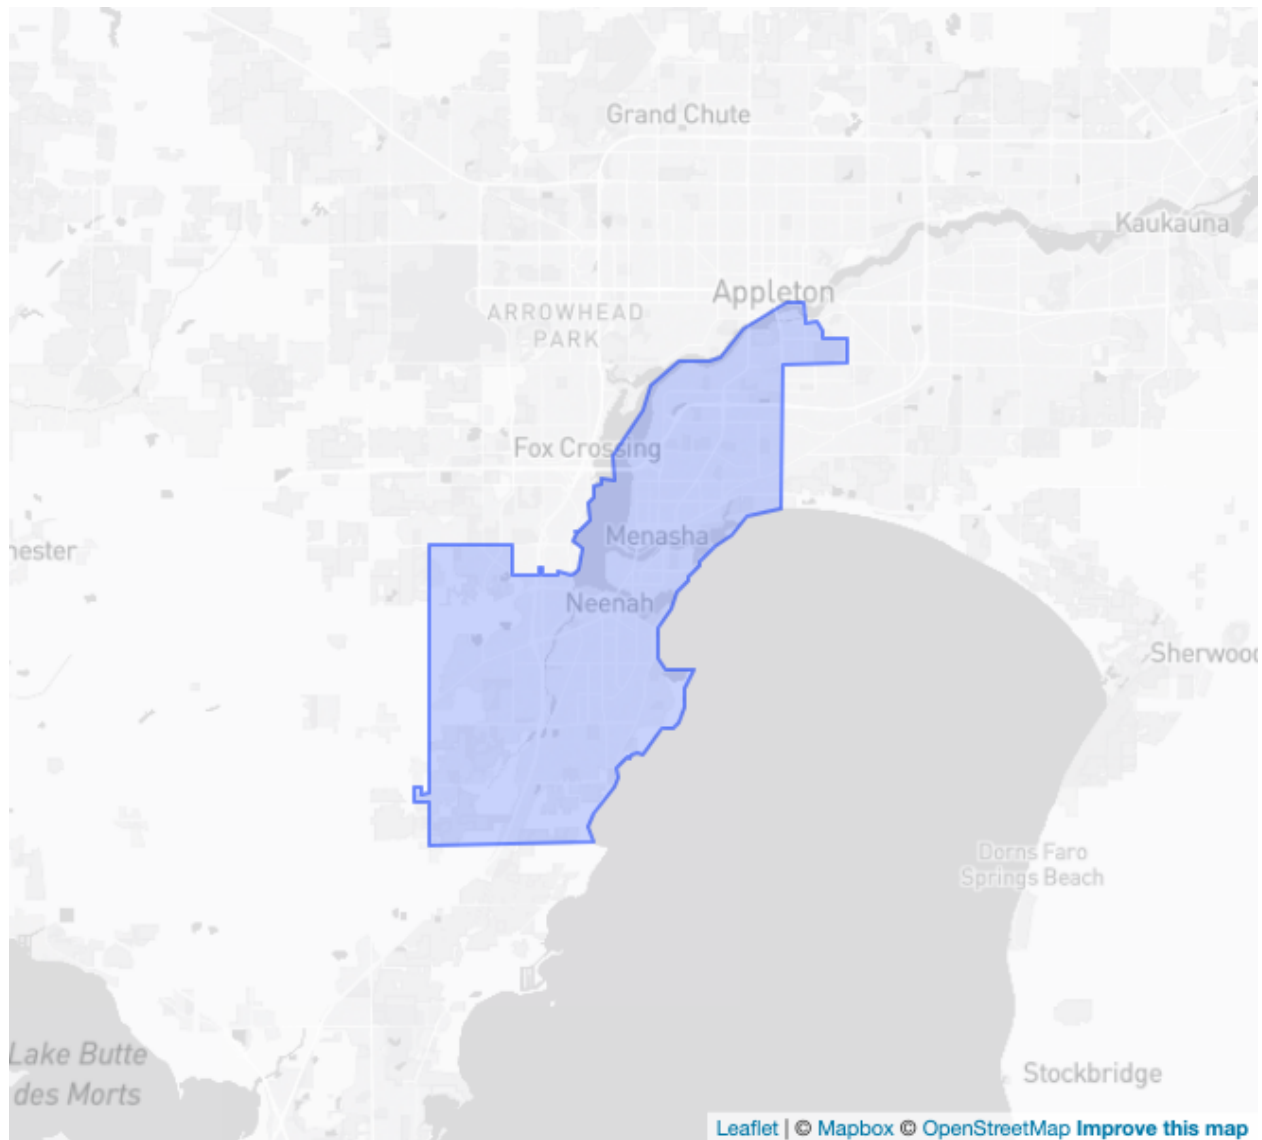 Grand Chute
Kaukauna
Appleton
ARROWHEAD
PARK
Fox Crossing
Menasha
hester
Neenah
Sherwood
Dorns Faro
Springs Beach
Lake Butte
des Morts
Stockbridge
Leaflet | © Mapbox © OpenStreetMap Improve this map